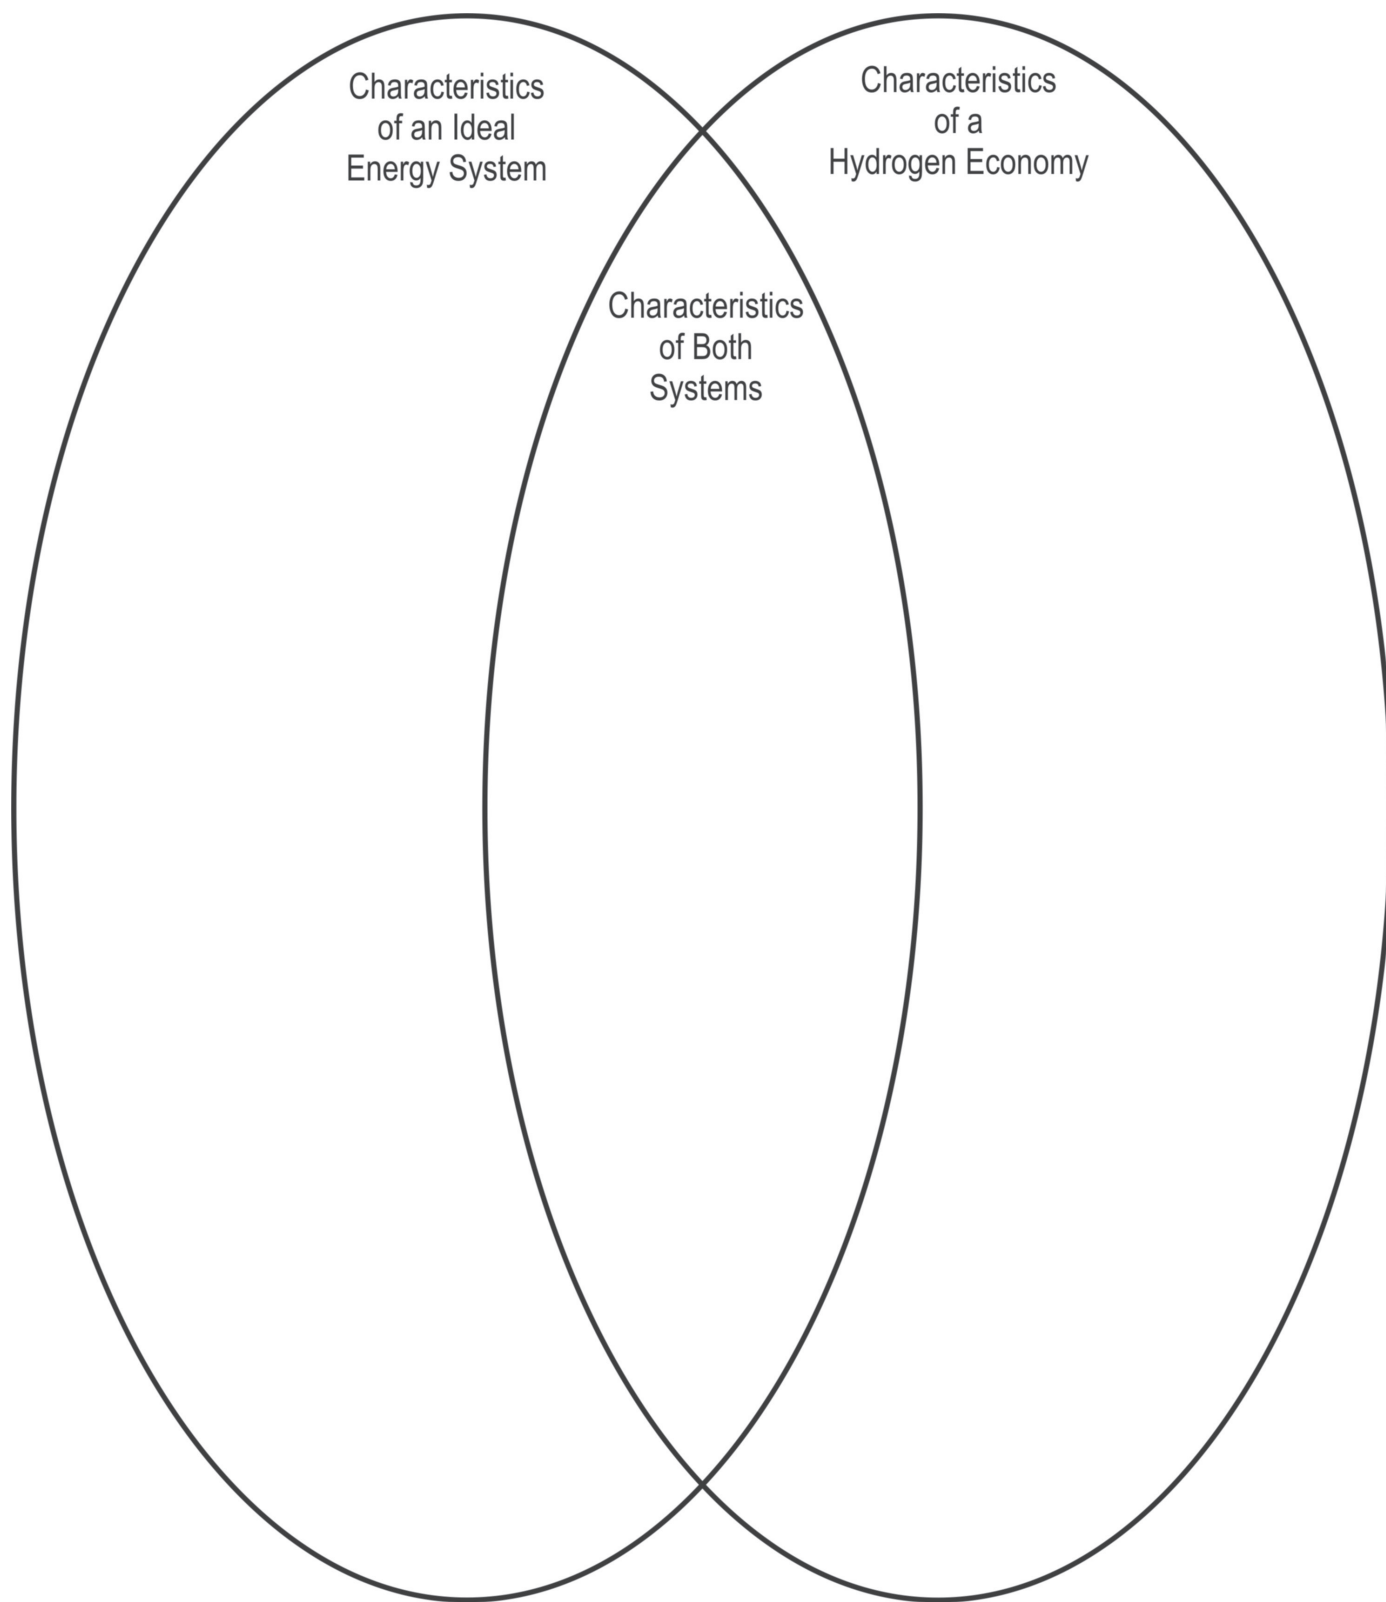 Characteristics
of an Ideal
Energy System
Characteristics
of a
Hydrogen Economy
Characteristics
of Both
Systems